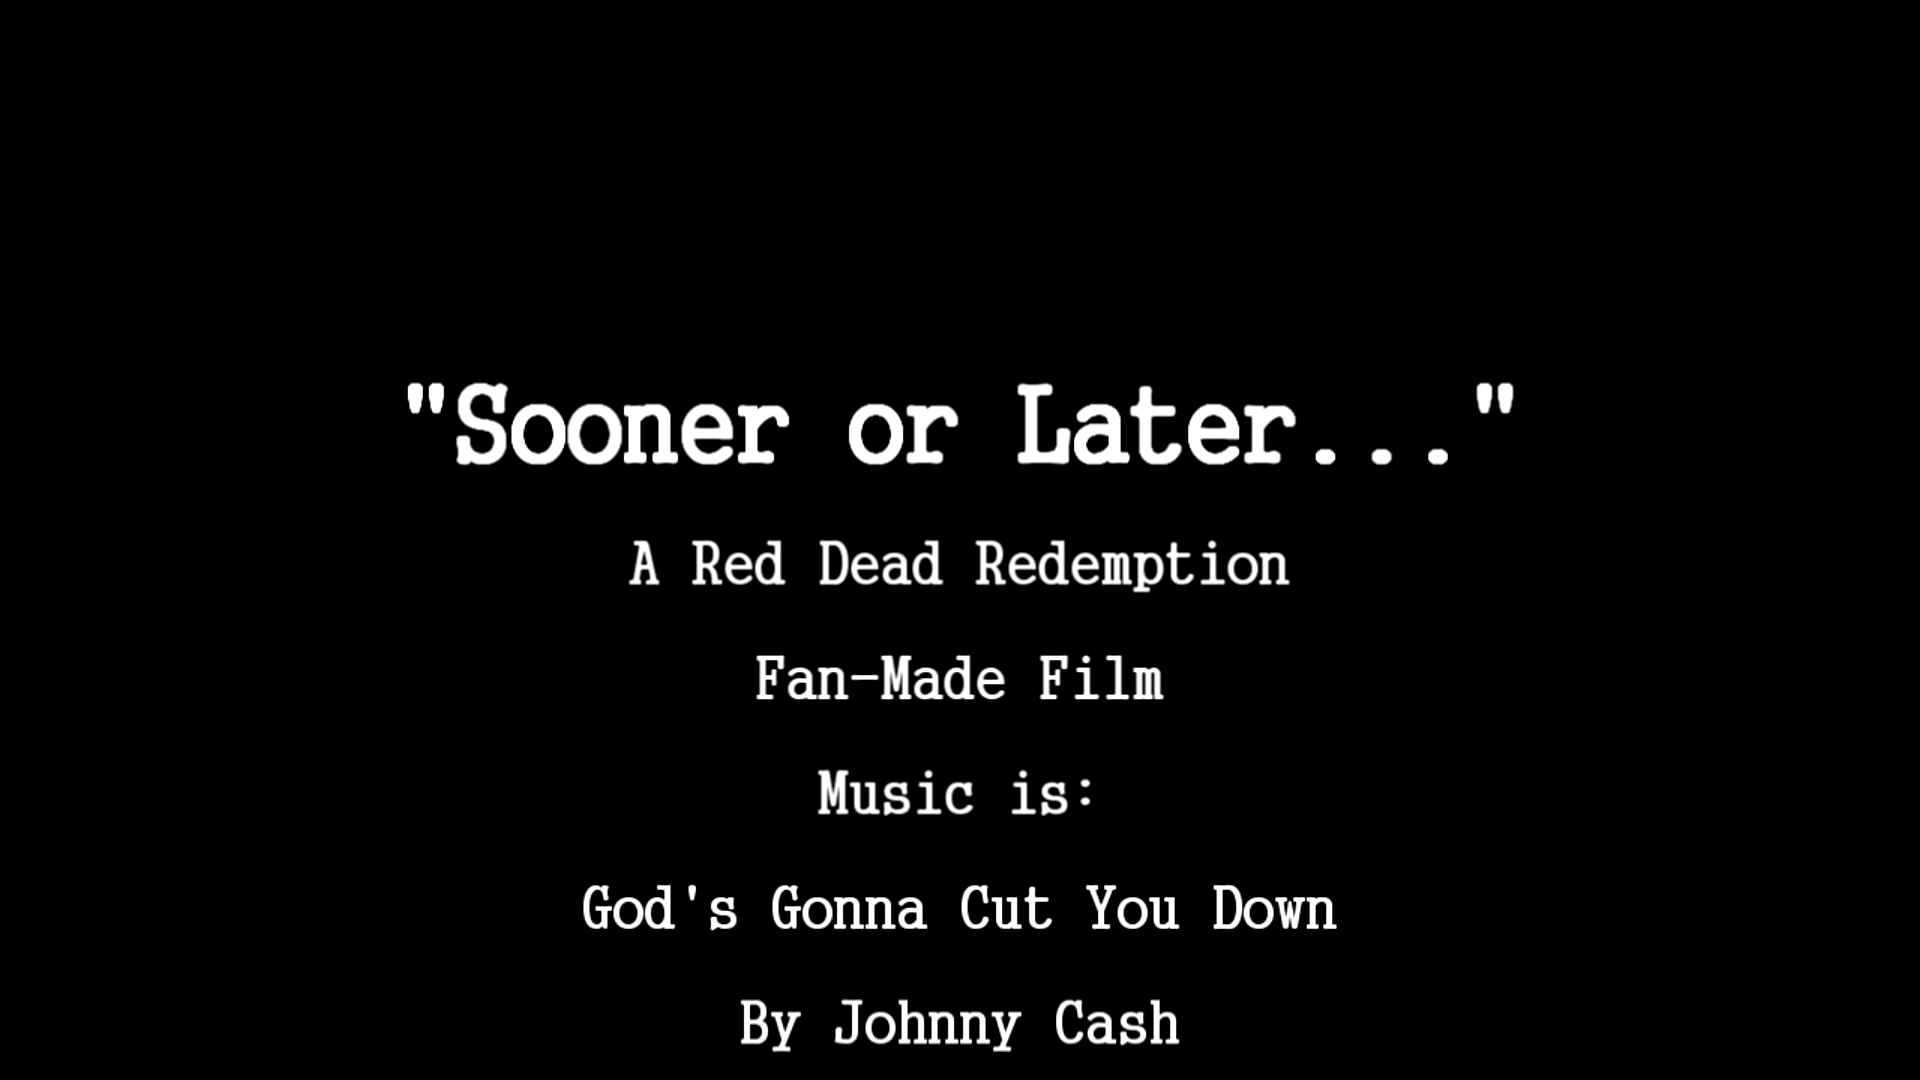 "Sooner or Later..."
A Red Dead Redemption
Fan-Made Film
Music is:
God's Gonna Cut You Down
By Johnny Cash